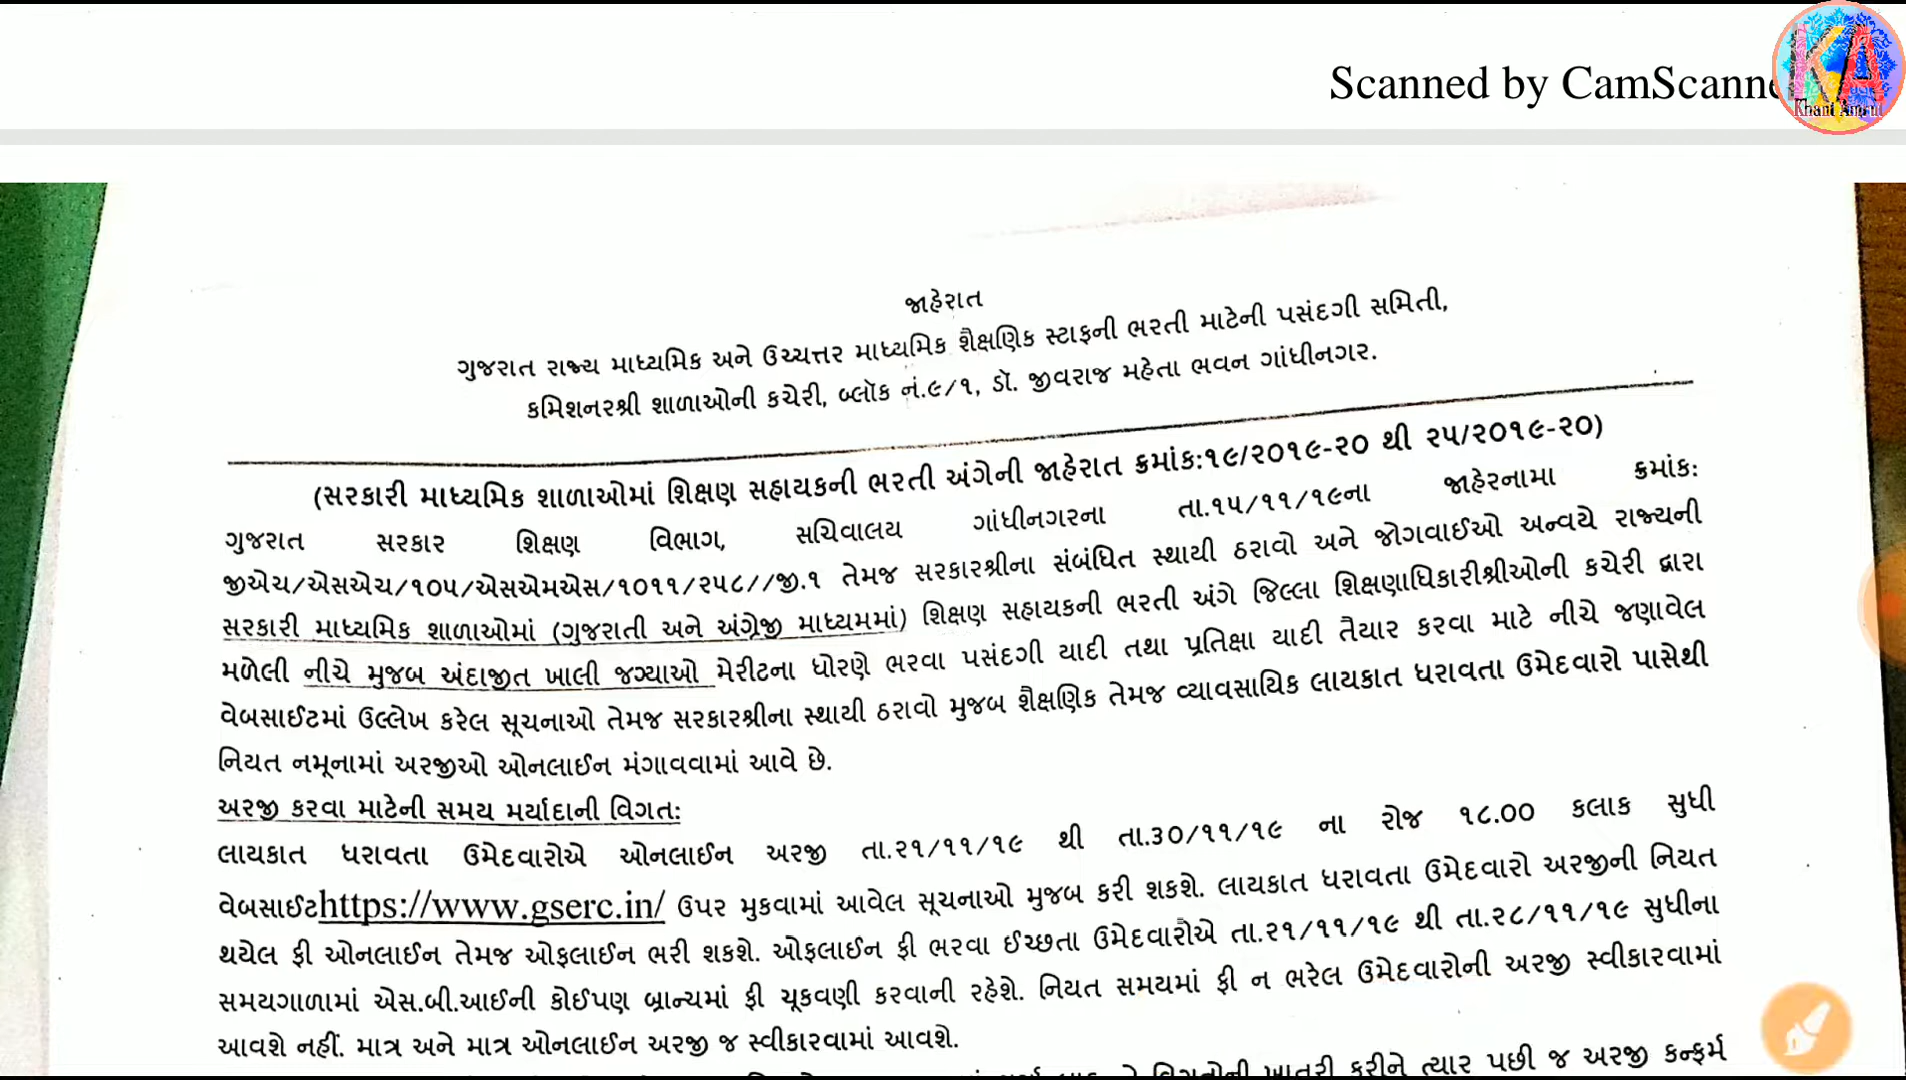 Scanned by CamScanne
KA
Khant Amrut
જાહેરાત
ગુજરાત રાજ્ય માધ્યમિક અને ઉચ્ચત્તર માધ્યમિક શૈક્ષણિક સ્ટાફની ભરતી માટેની પસંદગી સમિતી,
કમિશનરશ્રી શાળાઓની કચેરી, બ્લૉક નં.૯/૧, ડૉ. જીવરાજ મહેતા ભવન ગાંધીનગર.
(સરકારી માધ્યમિક શાળાઓમાં શિક્ષણ સહાયકની ભરતી અંગેની જાહેરાત ક્રમાંક:૧૯/૨૦૧૯-૨૦ થી ૨૫/૨૦૧૯-૨૦)
ગુજરાત સરકાર શિક્ષણ વિભાગ, સચિવાલય ગાંધીનગરના તા.૧૫/૧૧/૧૯ના જાહેરનામા ક્રમાંક:
જીએચ/એસએચ/૧૦૫/એસએમએસ/૧૦૧૧/૨૫૮//જી.૧ તેમજ સરકારશ્રીના સંબંધિત સ્થાયી ઠરાવો અને જોગવાઈઓ અન્વયે રાજ્યની
સરકારી માધ્યમિક શાળાઓમાં (ગુજરાતી અને અંગ્રેજી માધ્યમમાં) શિક્ષણ સહાયકની ભરતી અંગે જિલ્લા શિક્ષણાધિકારીશ્રીઓની કચેરી દ્વારા
મળેલી નીચે મુજબ અંદાજીત ખાલી જગ્યાઓ મેરીટના ધોરણે ભરવા પસંદગી યાદી તથા પ્રતિક્ષા યાદી તૈયાર કરવા માટે નીચે જણાવેલ
વેબસાઈટમાં ઉલ્લેખ કરેલ સૂચનાઓ તેમજ સરકારશ્રીના સ્થાયી ઠરાવો મુજબ શૈક્ષણિક તેમજ વ્યાવસાયિક લાયકાત ધરાવતા ઉમેદવારો પાસેથી
નિયત નમૂનામાં અરજીઓ ઓનલાઈન મંગાવવામાં આવે છે.
અરજી કરવા માટેની સમય મર્યાદાની વિગત:
લાયકાત ધરાવતા ઉમેદવારોએ ઓનલાઈન અરજી તા.૨૧/૧૧/૧૯ થી તા.૩૦/૧૧/૧૯ ના રોજ ૧૮.૦૦ કલાક સુધી
વેબસાઈટhttps://www.gserc.in/ ઉપર મુકવામાં આવેલ સૂચનાઓ મુજબ કરી શકશે. લાયકાત ધરાવતા ઉમેદવારો અરજીની નિયત
થયેલ ફી ઓનલાઈન તેમજ ઓફલાઈન ભરી શકશે. ઓફલાઈન ફી ભરવા ઈચ્છતા ઉમેદવારોએ તા.૨૧/૧૧/૧૯ થી તા.૨૮/૧૧/૧૯ સુધીના
સમયગાળામાં એસ.બી.આઈની કોઈપણ બ્રાન્ચમાં ફી ચૂકવણી કરવાની રહેશે. નિયત સમયમાં ફી ન ભરેલ ઉમેદવારોની અરજી સ્વીકારવામાં
આવશે નહીં. માત્ર અને માત્ર ઓનલાઈન અરજી જ સ્વીકારવામાં આવશે.
વિગતોની ખાતરી કરીને ત્યાર પછી જ અરજી કન્ફર્મ